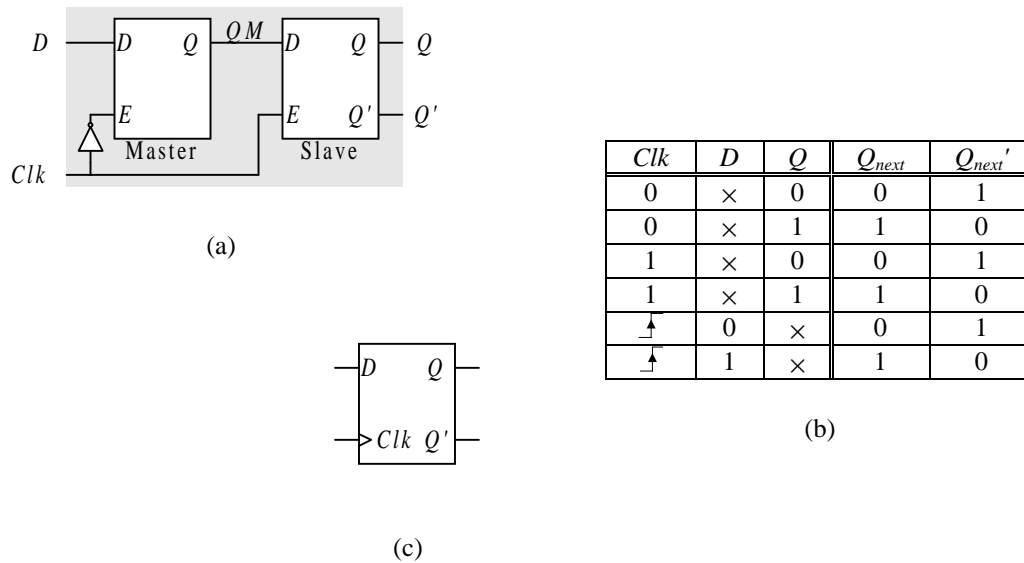 D Q QM D Q Q
D
E E Q' Q'
Master Slave
Clk
(a)
Clk D Q Qnext Qnext'
0 × 0 0 1
0 × 1 1 0
1 × 0 0 1
1 × 1 1 0
0 × 0 1
1 × 1 0
(b)
D Q
Clk Q'
(c)